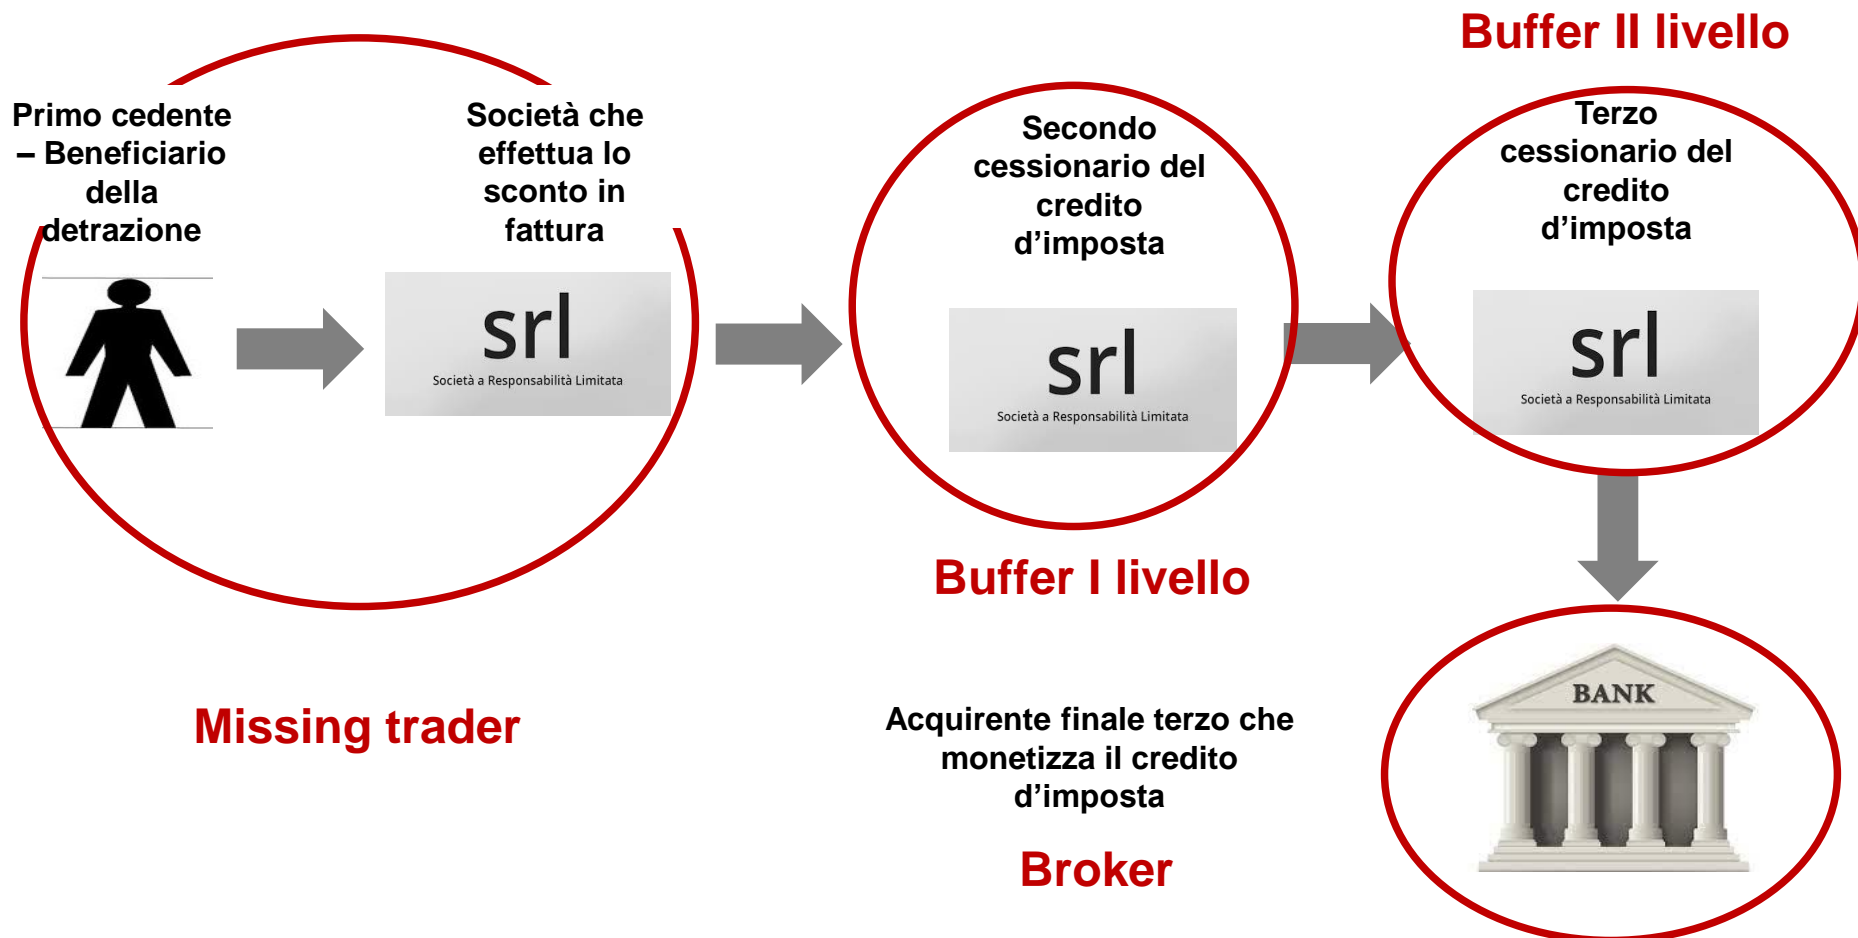 Buffer II livello
Primo cedente
– Beneficiario
della
detrazione
Società che
effettua lo
sconto in
fattura
Secondo
cessionario del
credito
d’imposta
Terzo
cessionario del
credito
d’imposta
srl
Società a Responsabilità Limitata
srl
Società a Responsabilità Limitata
srl
Società a Responsabilità Limitata
Buffer I livello
Missing trader
Acquirente finale terzo che
monetizza il credito
d’imposta
Broker
BANK